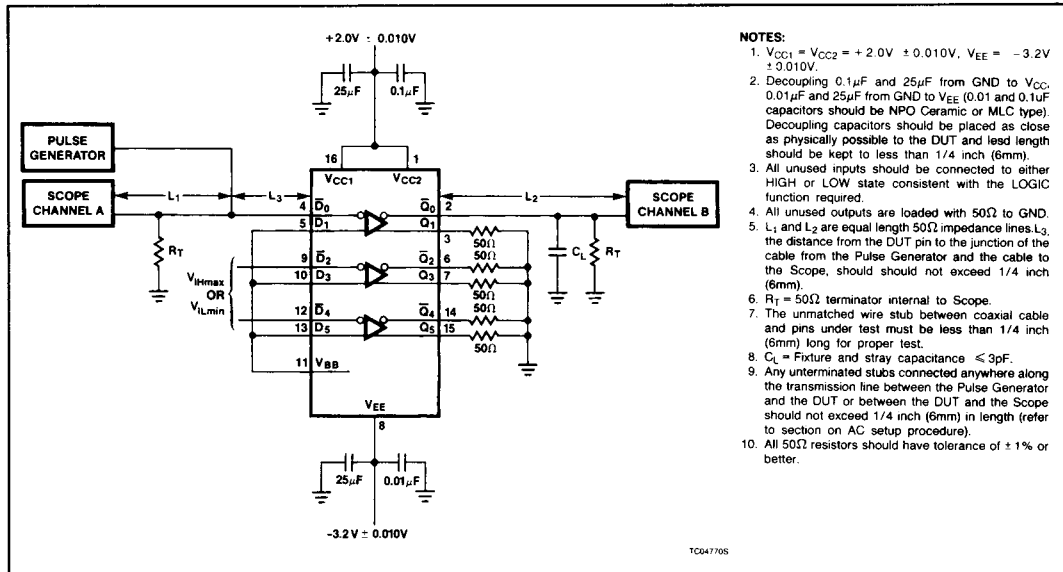 +2.0V ± 0.010V
25μF
0.1μF
PULSE
GENERATOR
SCOPE
CHANNEL A
L1
L3
RT
16
1
VCC1
VCC2
4
D̅0
Q̅0
2
5
D1
Q1
3
9
D̅2
Q̅2
6
10
D3
Q3
7
12
D̅4
Q̅4
14
13
D5
Q5
15
11
VBB
VEE
8
50Ω
50Ω
50Ω
50Ω
50Ω
VIHmax
OR
VILmin
L2
SCOPE
CHANNEL B
CL
RT
25μF
0.01μF
-3.2V ± 0.010V
TC04770S
NOTES:
1. VCC1 = VCC2 = +2.0V ±0.010V, VEE = -3.2V
±0.010V.
2. Decoupling 0.1μF and 25μF from GND to VCC,
0.01μF and 25μF from GND to VEE (0.01 and 0.1uF
capacitors should be NPO Ceramic or MLC type).
Decoupling capacitors should be placed as close
as physically possible to the DUT and lesd length
should be kept to less than 1/4 inch (6mm).
3. All unused inputs should be connected to either
HIGH or LOW state consistent with the LOGIC
function required.
4. All unused outputs are loaded with 50Ω to GND.
5. L1 and L2 are equal length 50Ω impedance lines. L3,
the distance from the DUT pin to the junction of the
cable from the Pulse Generator and the cable to
the Scope, should should not exceed 1/4 inch
(6mm).
6. RT = 50Ω terminator internal to Scope.
7. The unmatched wire stub between coaxial cable
and pins under test must be less than 1/4 inch
(6mm) long for proper test.
8. CL = Fixture and stray capacitance ≤ 3pF.
9. Any unterminated stubs connected anywhere along
the transmission line between the Pulse Generator
and the DUT or between the DUT and the Scope
should not exceed 1/4 inch (6mm) in length (refer
to section on AC setup procedure).
10. All 50Ω resistors should have tolerance of ±1% or
better.